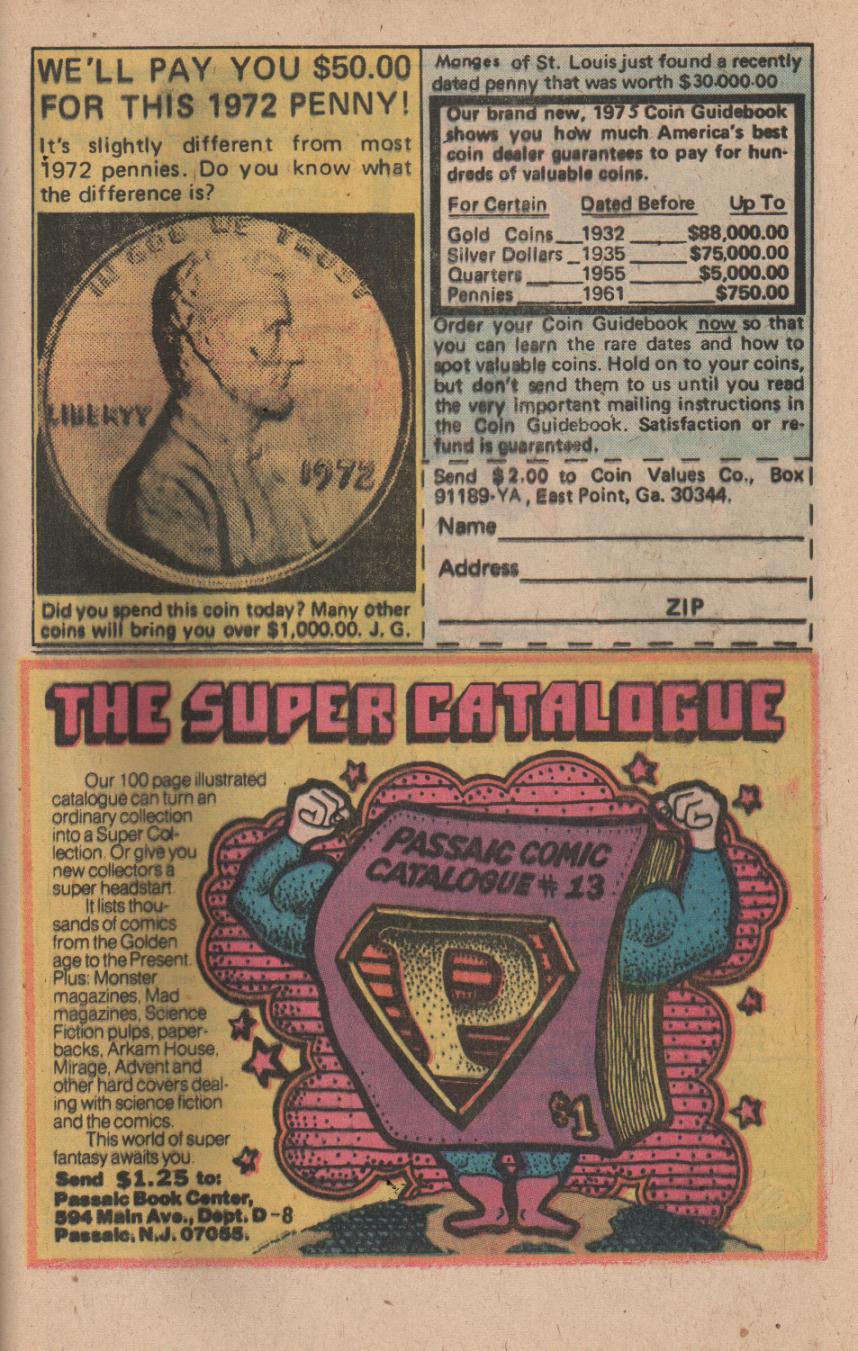 WE'LL PAY YOU $50.00
FOR THIS 1972 PENNY!
It's slightly different from most
1972 pennies. Do you know what
the difference is?
IN GOD WE TRUST
LIBERTY
1972
Did you spend this coin today? Many other
coins will bring you over $1,000.00. J. G.
Monges of St. Louis just found a recently
dated penny that was worth $30.000.00
Our brand new, 1975 Coin Guidebook
shows you how much America's best
coin dealer guarantees to pay for hun-
dreds of valuable coins.
For Certain Dated Before Up To
Gold Coins___1932 _____$88,000.00
Silver Dollars _1935 _____$75,000.00
Quarters _____1955 _____$5,000.00
Pennies ______1961 ________$750.00
Order your Coin Guidebook now so that
you can learn the rare dates and how to
spot valuable coins. Hold on to your coins,
but don't send them to us until you read
the very important mailing instructions in
the Coin Guidebook. Satisfaction or re-
fund is guaranteed.
Send $2.00 to Coin Values Co., Box
91189-YA, East Point, Ga. 30344.
Name
Address
ZIP
THE SUPER CATALOGUE
Our 100 page illustrated
catalogue can turn an
ordinary collection
into a Super Col-
lection. Or give you
new collectors a
super headstart.
It lists thou-
sands of comics
from the Golden
age to the Present.
Plus: Monster
magazines, Mad
magazines, Science
Fiction pulps, paper-
backs, Arkam House,
Mirage, Advent and
other hard covers deal-
ing with science fiction
and the comics.
This world of super
fantasy awaits you.
Send $1.25 to:
Passaic Book Center,
594 Main Ave., Dept. D-8
Passaic, N.J. 07055.
PASSAIC COMIC
CATALOGUE # 13
P
$1